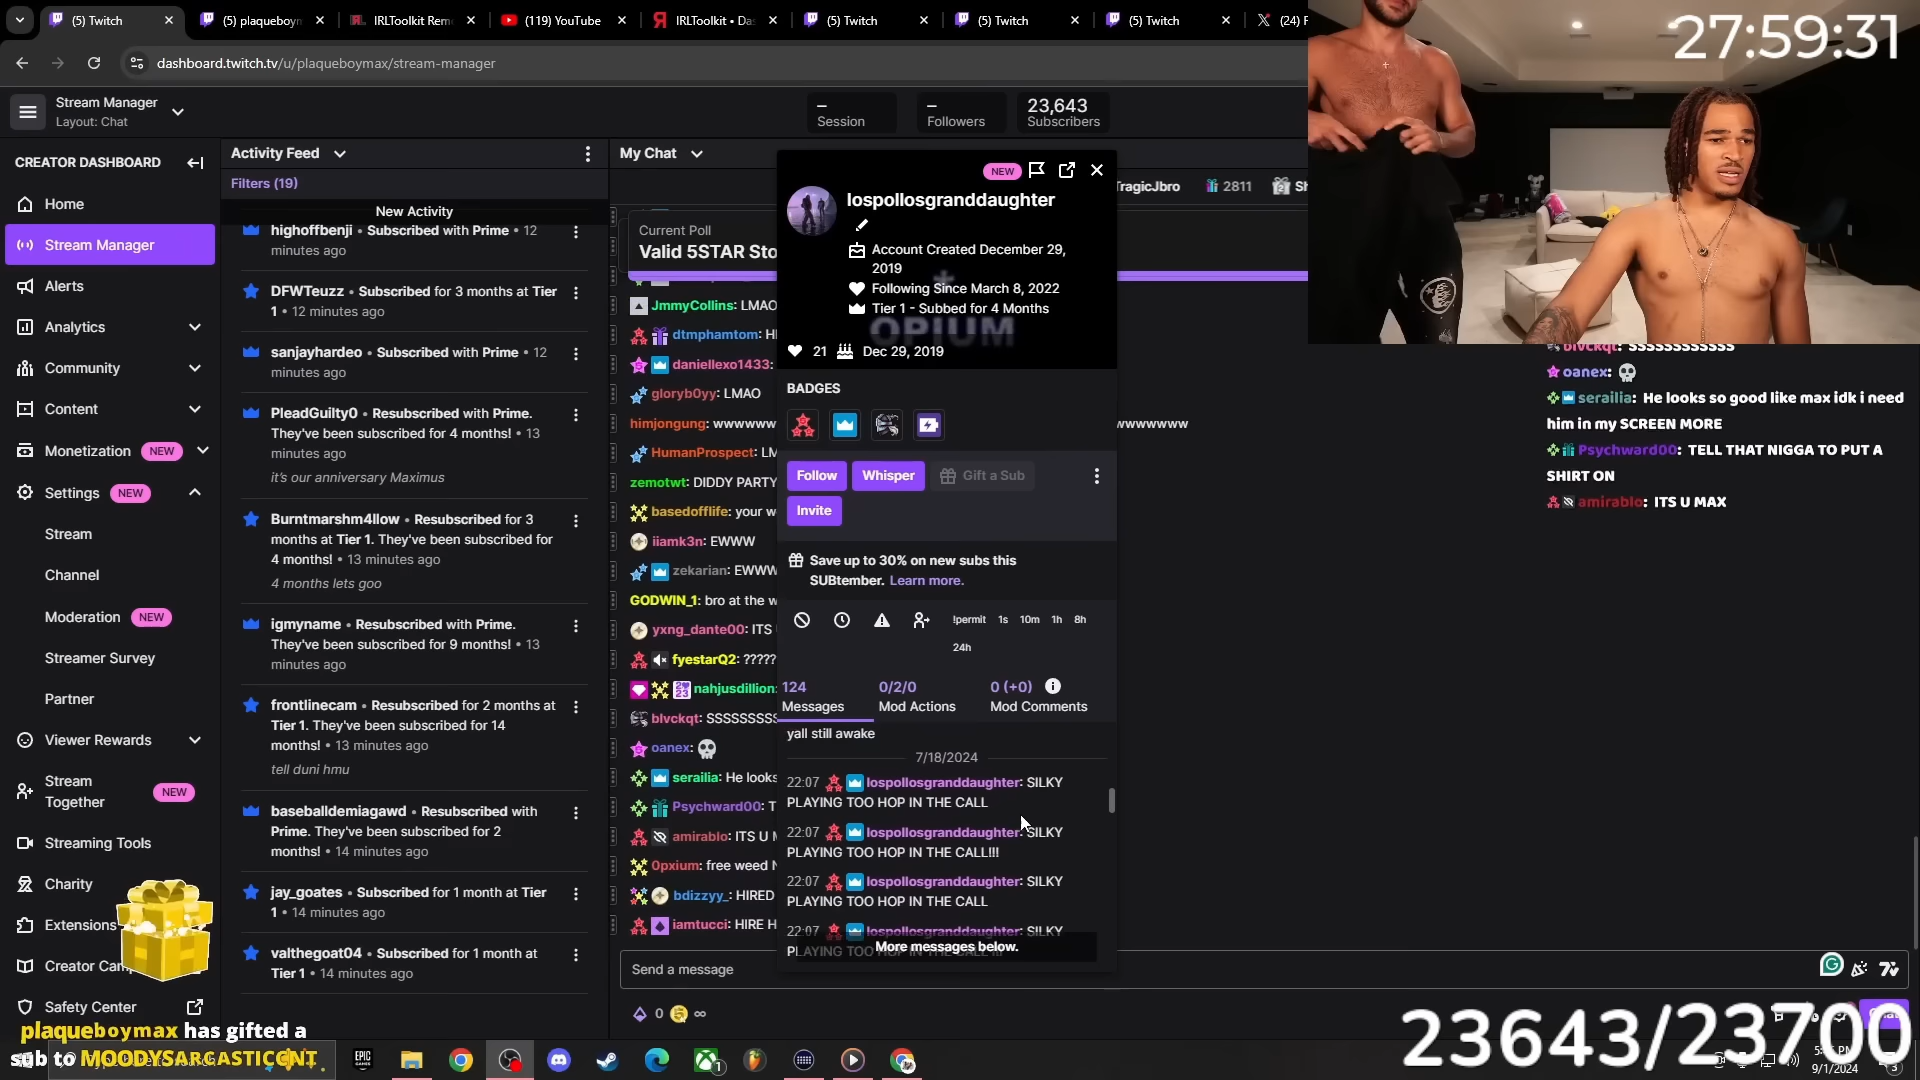 (5) Twitch
(5) plaqueboym
IRLToolkit Rem
(119) YouTube
IRLToolkit • Das
(5) Twitch
(5) Twitch
(5) Twitch
(24) F
27:59:31
dashboard.twitch.tv/u/plaqueboymax/stream-manager
Stream Manager
Layout: Chat
–
Session
–
Followers
23,643
Subscribers
CREATOR DASHBOARD
Home
Stream Manager
Alerts
Analytics
Community
Content
Monetization NEW
Settings NEW
Stream
Channel
Moderation NEW
Streamer Survey
Partner
Viewer Rewards
Stream
Together NEW
Streaming Tools
Charity
Extensions
Creator Cam
Safety Center
Activity Feed
Filters (19)
New Activity
highoffbenji • Subscribed with Prime • 12
minutes ago
DFWTeuzz • Subscribed for 3 months at Tier
1 • 12 minutes ago
sanjayhardeo • Subscribed with Prime • 12
minutes ago
PleadGuilty0 • Resubscribed with Prime.
They've been subscribed for 4 months! • 13
minutes ago
it's our anniversary Maximus
Burntmarshm4llow • Resubscribed for 3
months at Tier 1. They've been subscribed for
4 months! • 13 minutes ago
4 months lets goo
igmyname • Resubscribed with Prime.
They've been subscribed for 9 months! • 13
minutes ago
frontlinecam • Resubscribed for 2 months at
Tier 1. They've been subscribed for 14
months! • 13 minutes ago
tell duni hmu
baseballdemiagawd • Resubscribed with
Prime. They've been subscribed for 2
months! • 14 minutes ago
jay_goates • Subscribed for 1 month at Tier
1 • 14 minutes ago
valthegoat04 • Subscribed for 1 month at
Tier 1 • 14 minutes ago
My Chat
TragicJbro 2811 Sh
Current Poll
Valid 5STAR Sto
JmmyCollins: LMAO
dtmphamtom: H
daniellexo1433:
gloryb0yy: LMAO
himjongung: wwwwww
wwwwwww
HumanProspect: LM
zemotwt: DIDDY PARTY
basedofflife: your w
iiamk3n: EWWW
zekarian: EWWW
GODWIN_1: bro at the w
yxng_dante00: ITS
fyestarQ2: ?????
nahjusdillion:
blvckqt: SSSSSSSSS
oanex: 💀
serailia: He looks
Psychward00: T
amirablo: ITS U M
0pxium: free weed N
bdizzyy_: HIRED
iamtucci: HIRE H
Send a message
0 ∞
NEW
lospollosgranddaughter
Account Created December 29,
2019
Following Since March 8, 2022
Tier 1 - Subbed for 4 Months
OPIUM
21 Dec 29, 2019
BADGES
Follow Whisper Gift a Sub
Invite
Save up to 30% on new subs this
SUBtember. Learn more.
!permit 1s 10m 1h 8h
24h
124
Messages
0/2/0
Mod Actions
0 (+0)
Mod Comments
yall still awake
7/18/2024
22:07 lospollosgranddaughter: SILKY
PLAYING TOO HOP IN THE CALL
22:07 lospollosgranddaughter: SILKY
PLAYING TOO HOP IN THE CALL!!!
22:07 lospollosgranddaughter: SILKY
PLAYING TOO HOP IN THE CALL
22:07 lospollosgranddaughter: SILKY
PLAYING TOO
More messages below.
blvckqt: SSSSSSSSSSSS
oanex: 💀
serailia: He looks so good like max idk i need
him in my SCREEN MORE
Psychward00: TELL THAT NIGGA TO PUT A
SHIRT ON
amirablo: ITS U MAX
plaqueboymax has gifted a
sub to MOODYSARGASTICCNT
23643/23700
9/1/2024